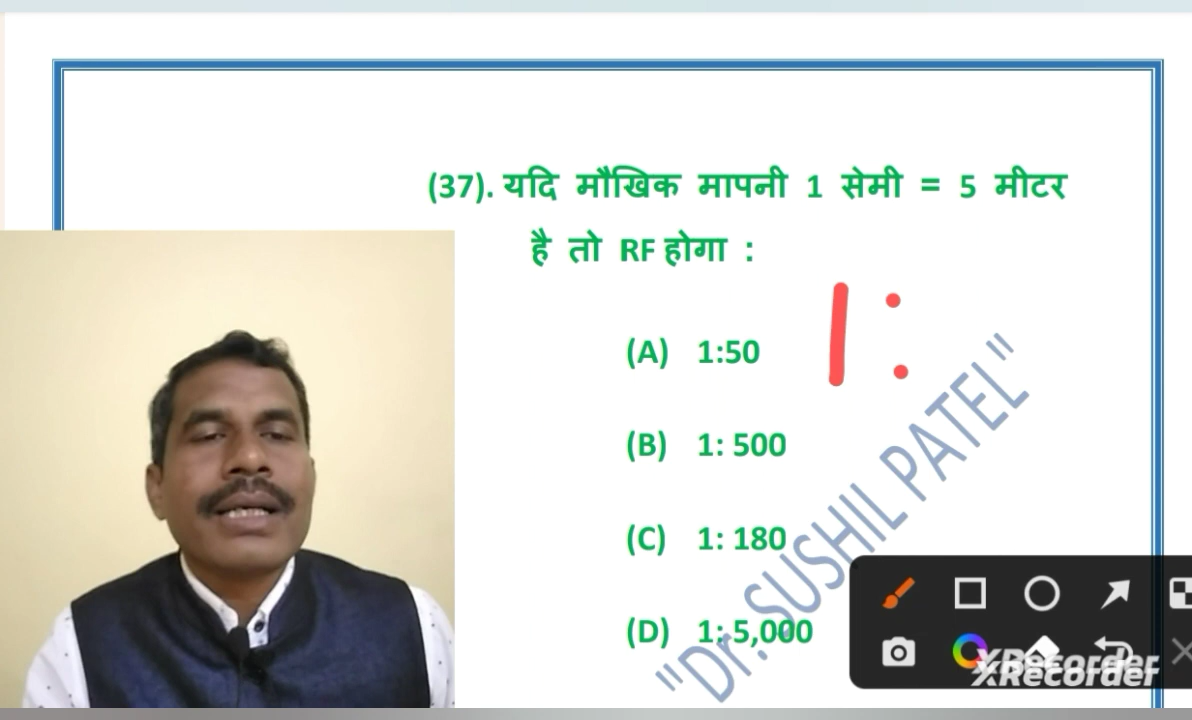 (37). यदि मौखिक मापनी 1 सेमी = 5 मीटर
है तो RF होगा :
1:
(A) 1:50
(B) 1: 500
(C) 1: 180
(D) 1: 5,000
"Dr. SUSHIL PATEL"
XRecorder